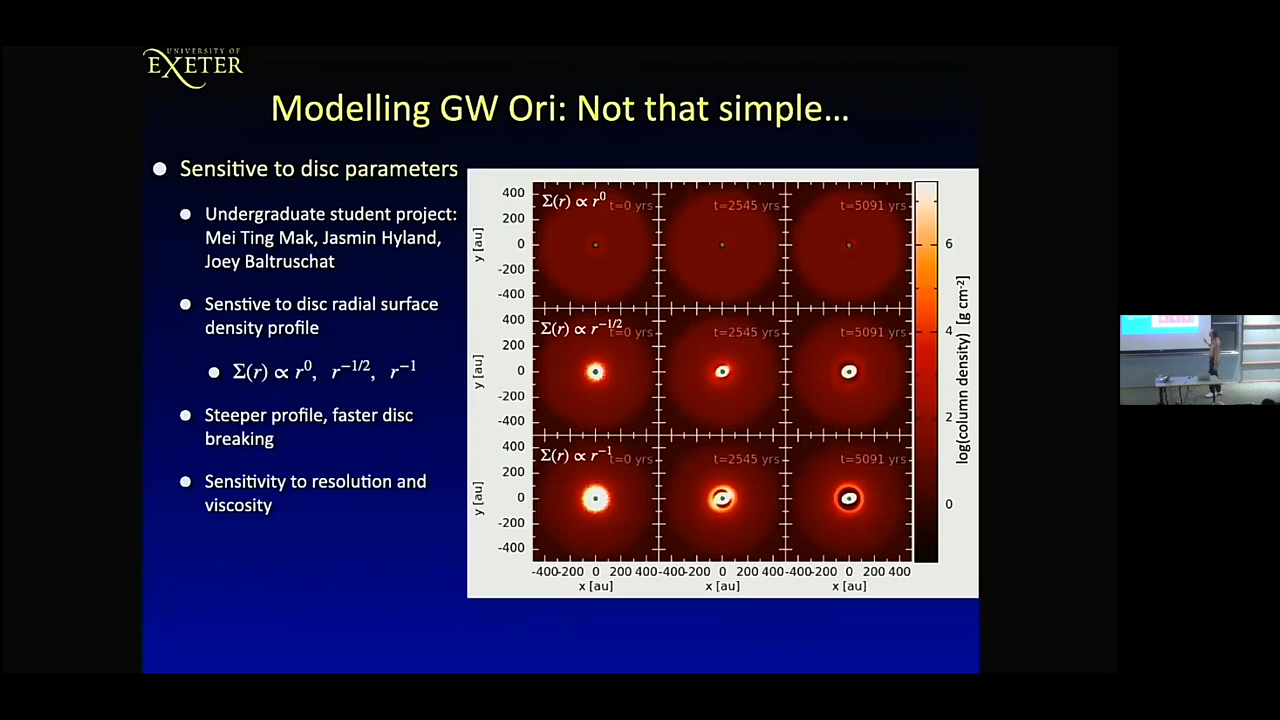 UNIVERSITY OF
EXETER
Modelling GW Ori: Not that simple…
Sensitive to disc parameters
Undergraduate student project:
Mei Ting Mak, Jasmin Hyland,
Joey Baltruschat
Senstive to disc radial surface
density profile
Σ(r) ∝ r⁰, r⁻¹/², r⁻¹
Steeper profile, faster disc
breaking
Sensitivity to resolution and
viscosity
400
200
0
-200
-400
y [au]
Σ(r) ∝ r⁰
t=0 yrs
t=2545 yrs
t=5091 yrs
400
200
0
-200
-400
y [au]
Σ(r) ∝ r⁻¹/²
t=0 yrs
t=2545 yrs
t=5091 yrs
400
200
0
-200
-400
y [au]
Σ(r) ∝ r⁻¹
t=0 yrs
t=2545 yrs
t=5091 yrs
-400-200 0 200 400-400-200 0 200 400-400-200 0 200 400
x [au] x [au] x [au]
6
4
2
0
log(column density) [g cm⁻²]